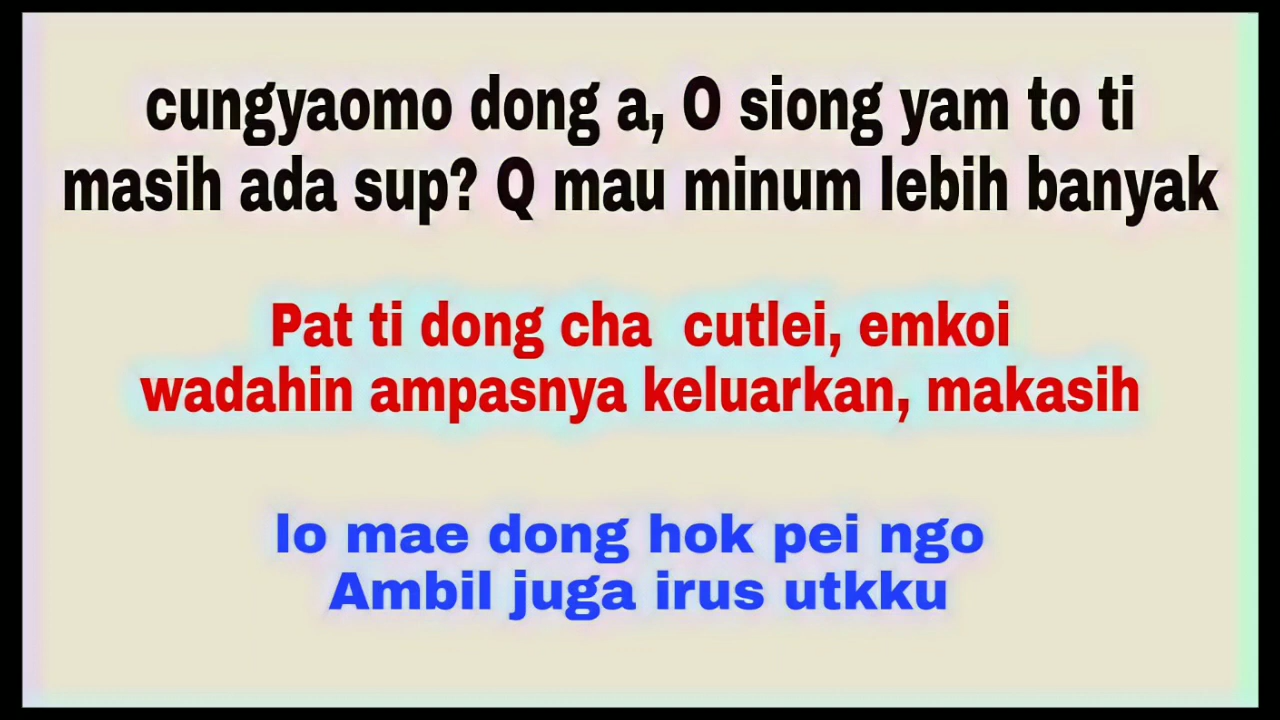 cungyaomo dong a, O siong yam to ti
masih ada sup? Q mau minum lebih banyak
Pat ti dong cha cutlei, emkoi
wadahin ampasnya keluarkan, makasih
lo mae dong hok pei ngo
Ambil juga irus utkku